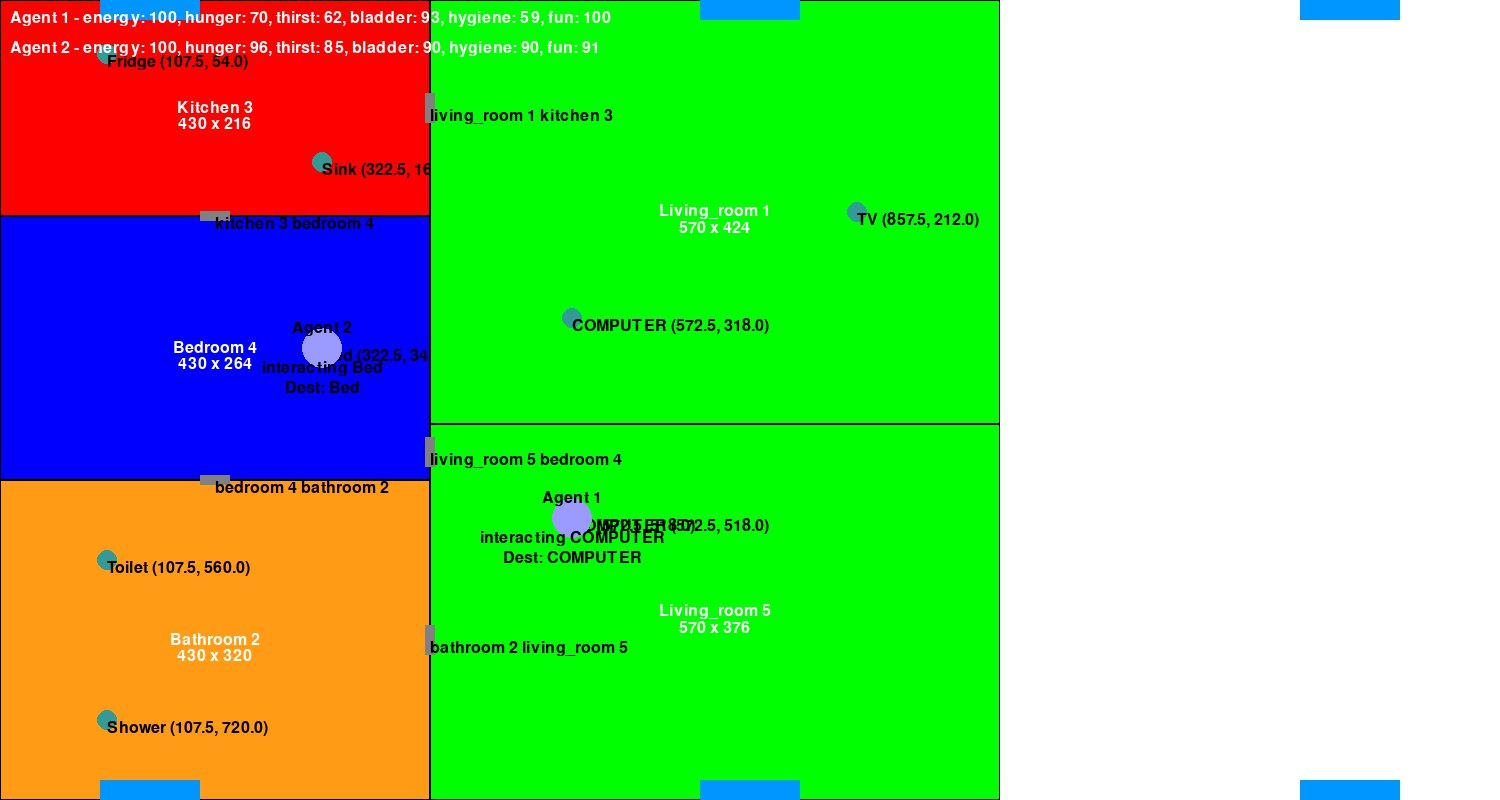 Agent 1 - energy: 100, hunger: 70, thirst: 62, bladder: 93, hygiene: 59, fun: 100
Agent 2 - energy: 100, hunger: 96, thirst: 85, bladder: 90, hygiene: 90, fun: 91
Fridge (107.5, 54.0)
Kitchen 3
430 x 216
living_room 1 kitchen 3
Sink (322.5, 16
kitchen 3 bedroom 4
Living_room 1
570 x 424
TV (857.5, 212.0)
COMPUTER (572.5, 318.0)
Agent 2
Bedroom 4
430 x 264
(322.5, 34
interacting Bed
Dest: Bed
living_room 5 bedroom 4
bedroom 4 bathroom 2
Agent 1
572.5, 518.0)
interacting COMPUTER
Dest: COMPUTER
Toilet (107.5, 560.0)
Living_room 5
570 x 376
Bathroom 2
430 x 320
bathroom 2 living_room 5
Shower (107.5, 720.0)